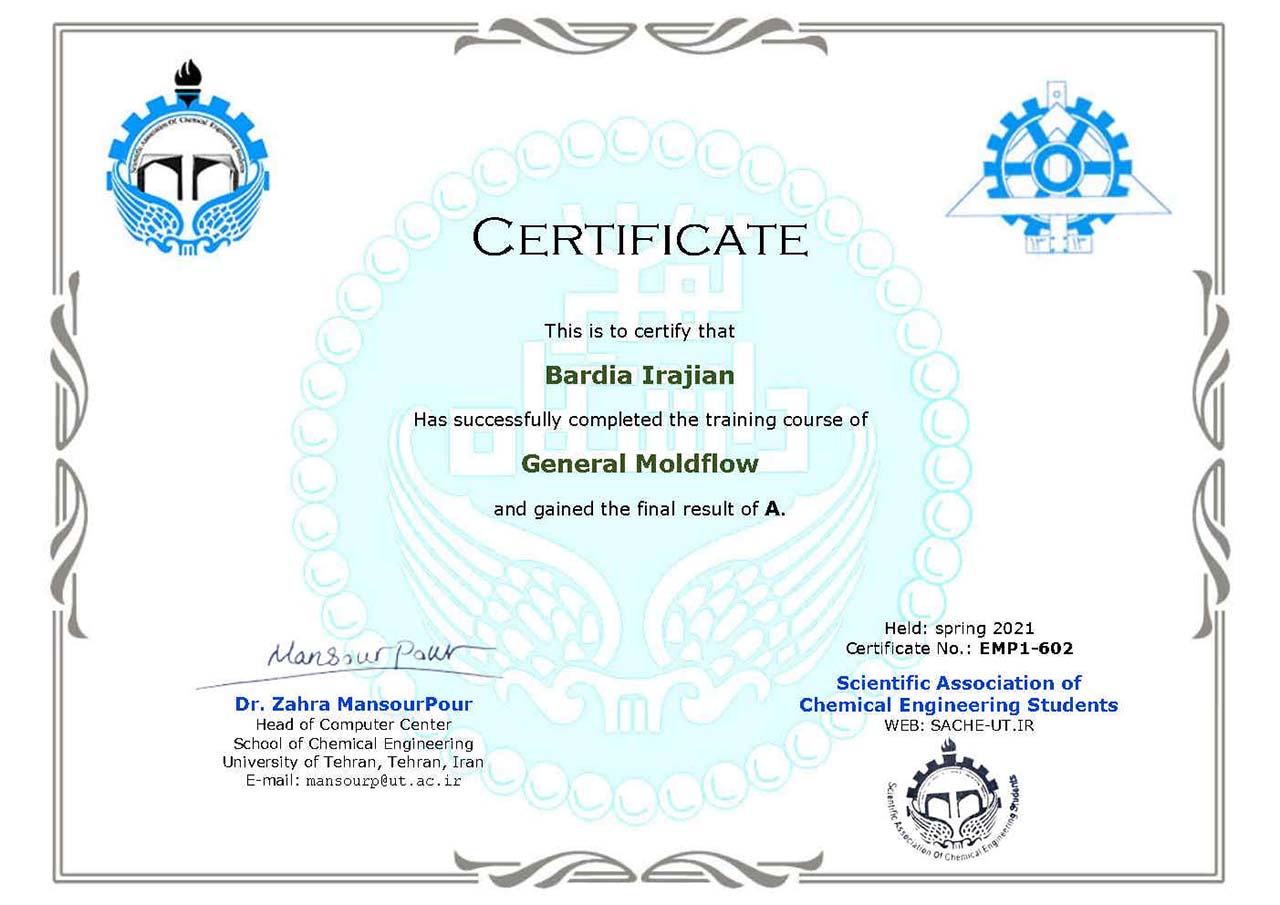 Scientific Association Of Chemical Engineering Students
CERTIFICATE
This is to certify that
Bardia Irajian
Has successfully completed the training course of
General Moldflow
and gained the final result of A.
Held: spring 2021
Certificate No.: EMP1-602
MansourPour
Dr. Zahra MansourPour
Head of Computer Center
School of Chemical Engineering
University of Tehran, Tehran, Iran
E-mail: mansourp@ut.ac.ir
Scientific Association of
Chemical Engineering Students
WEB: SACHE-UT.IR
Scientific Association Of Chemical Engineering Students